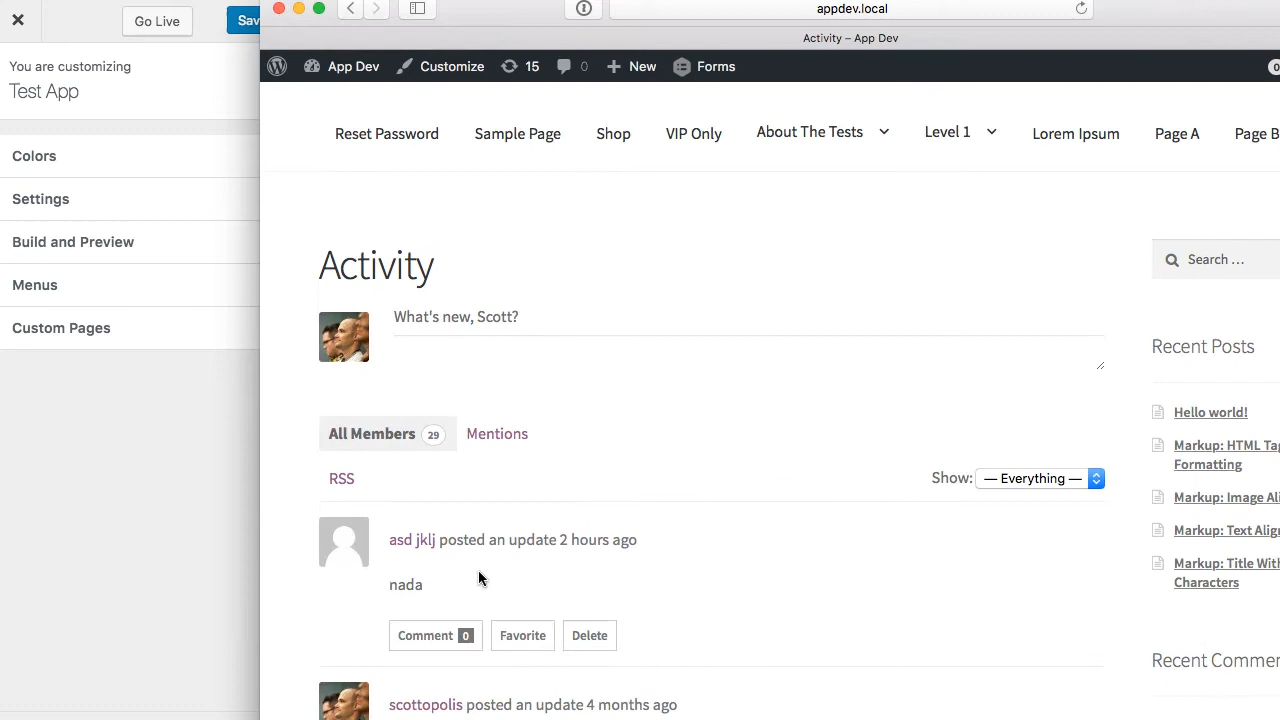 Go Live
Sav
You are customizing
Test App
Colors
Settings
Build and Preview
Menus
Custom Pages
appdev.local
Activity – App Dev
App Dev
Customize
15
0
New
Forms
0
Reset Password
Sample Page
Shop
VIP Only
About The Tests
Level 1
Lorem Ipsum
Page A
Page B
Activity
What's new, Scott?
All Members 29
Mentions
RSS
Show: — Everything —
asd jklj posted an update 2 hours ago
nada
Comment 0
Favorite
Delete
scottopolis posted an update 4 months ago
Search …
Recent Posts
Hello world!
Markup: HTML Tag
Formatting
Markup: Image Ali
Markup: Text Align
Markup: Title With
Characters
Recent Commen